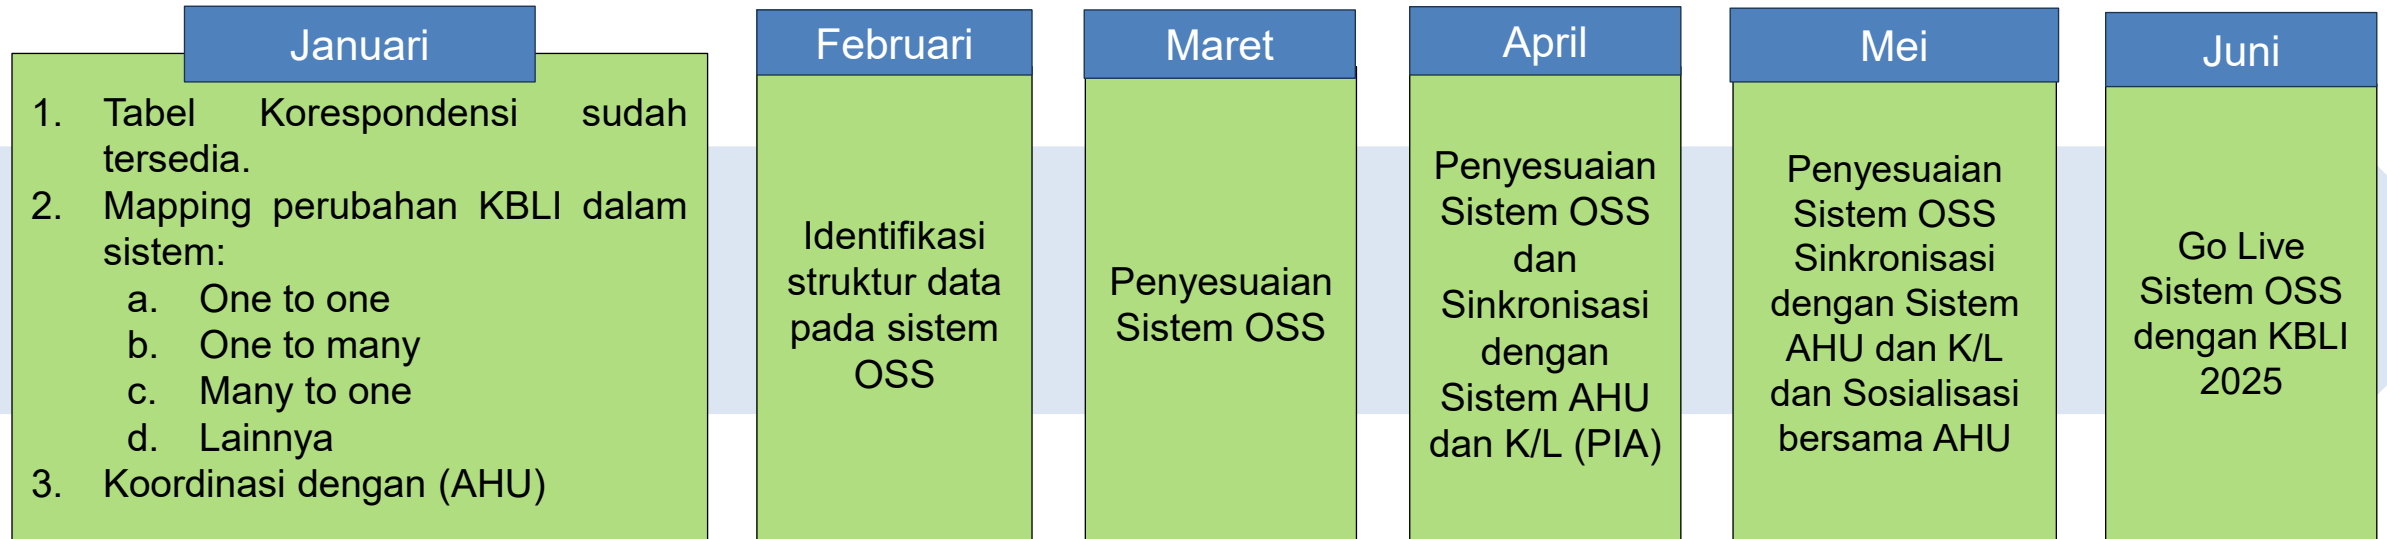 Januari
1. Tabel Korespondensi sudah
tersedia.
2. Mapping perubahan KBLI dalam
sistem:
a. One to one
b. One to many
c. Many to one
d. Lainnya
3. Koordinasi dengan (AHU)
Februari
Identifikasi
struktur data
pada sistem
OSS
Maret
Penyesuaian
Sistem OSS
April
Penyesuaian
Sistem OSS
dan
Sinkronisasi
dengan
Sistem AHU
dan K/L (PIA)
Mei
Penyesuaian
Sistem OSS
Sinkronisasi
dengan Sistem
AHU dan K/L
dan Sosialisasi
bersama AHU
Juni
Go Live
Sistem OSS
dengan KBLI
2025